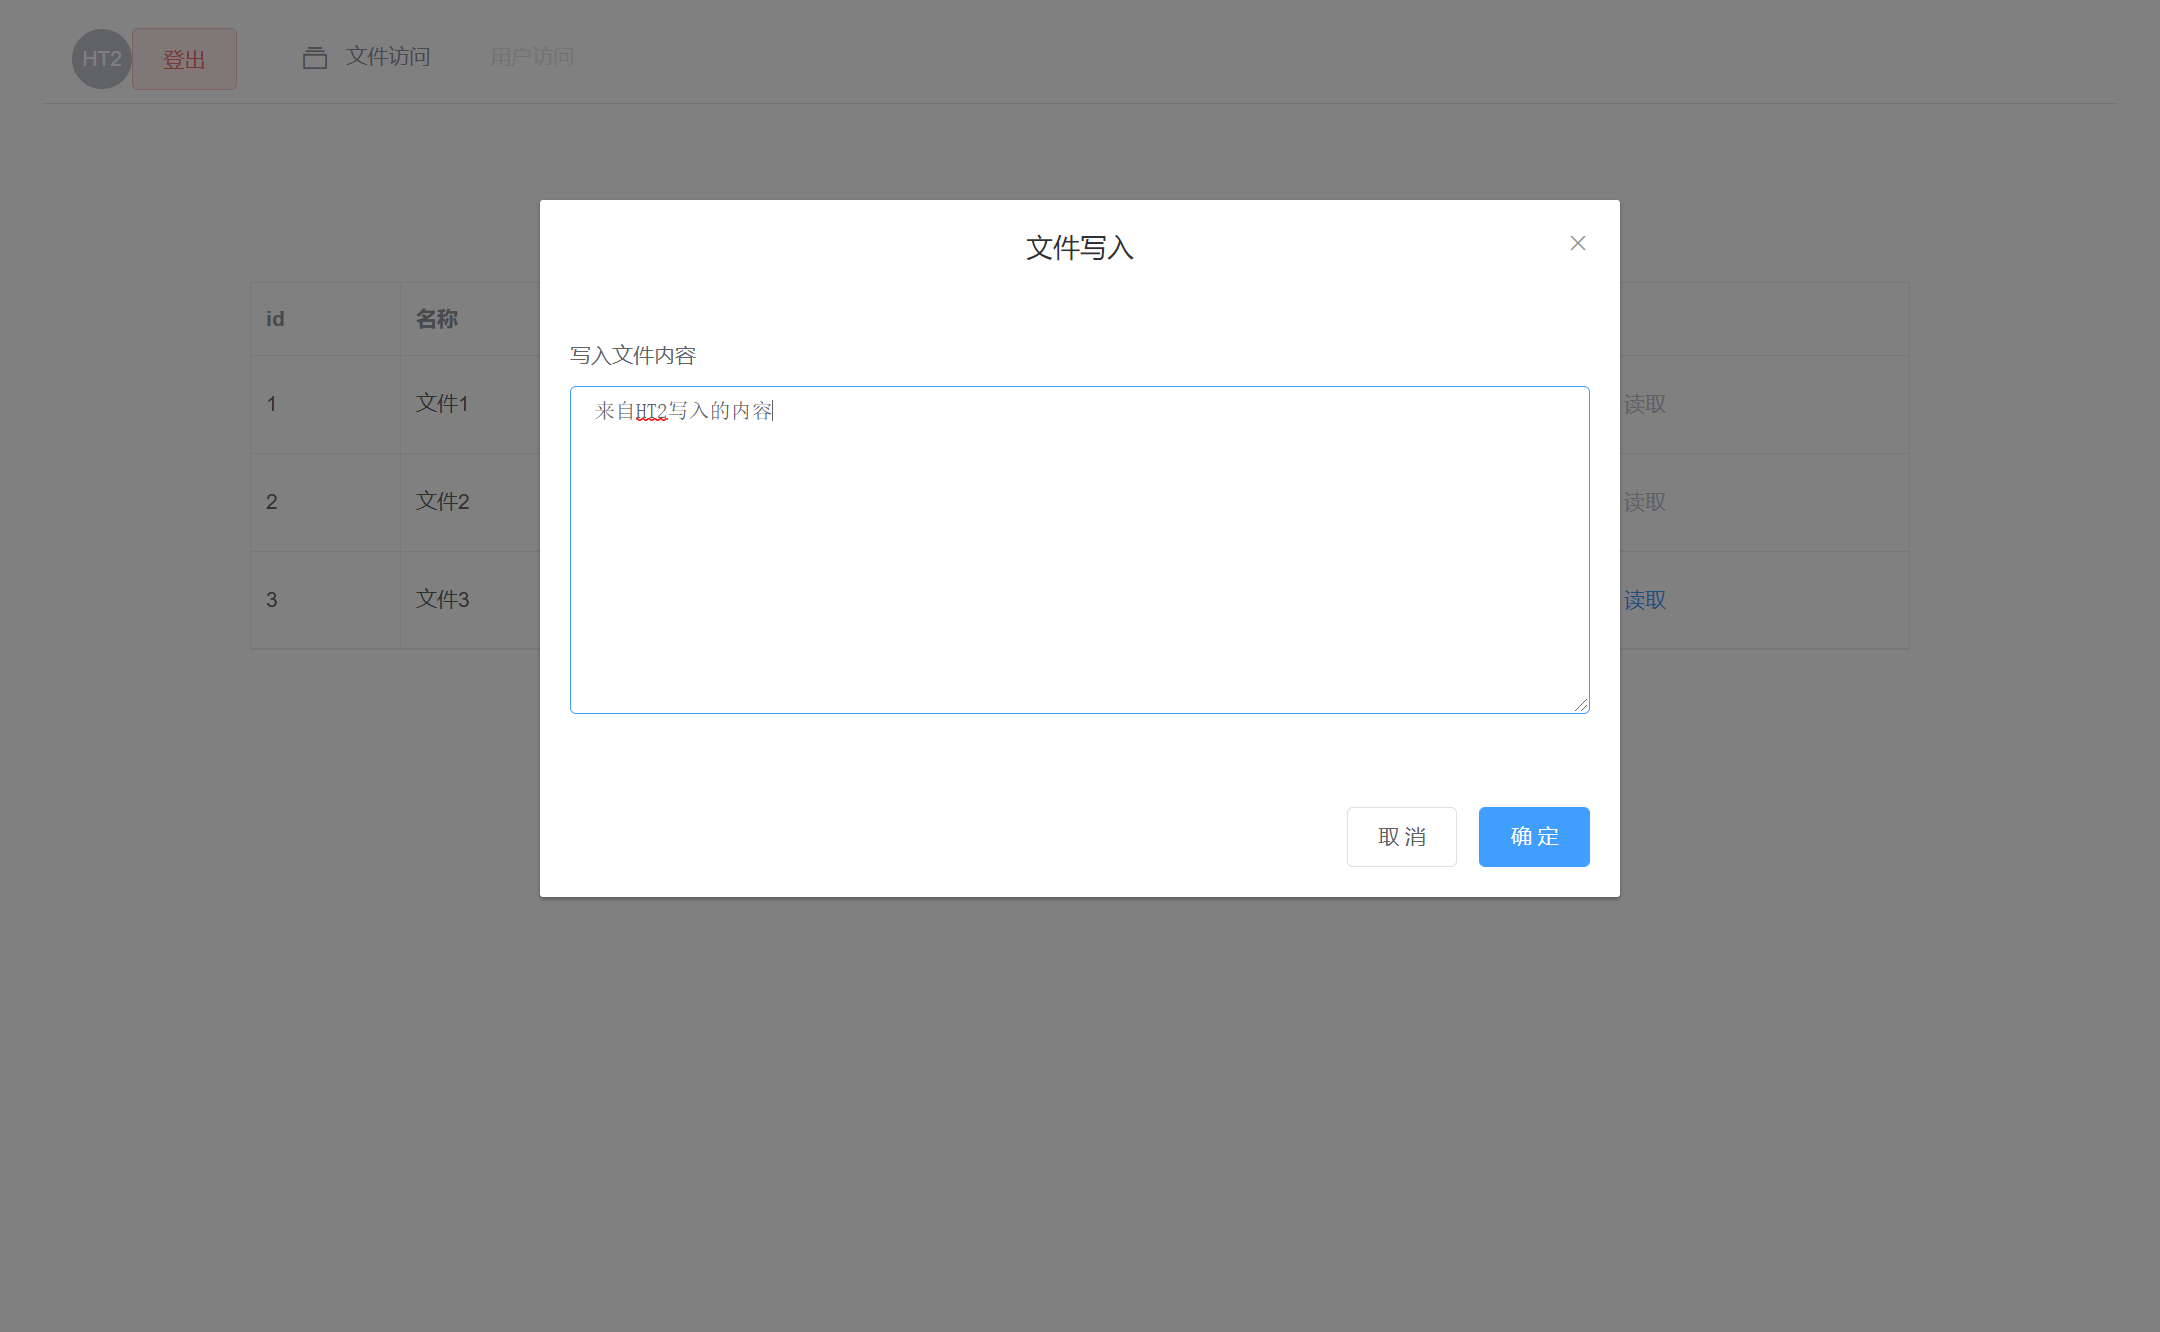 HT2 登出 文件访问 用户访问
文件写入
id 名称
写入文件内容
1 文件1 读取
来自HT2写入的内容
2 文件2 读取
3 文件3 读取
取消 确定